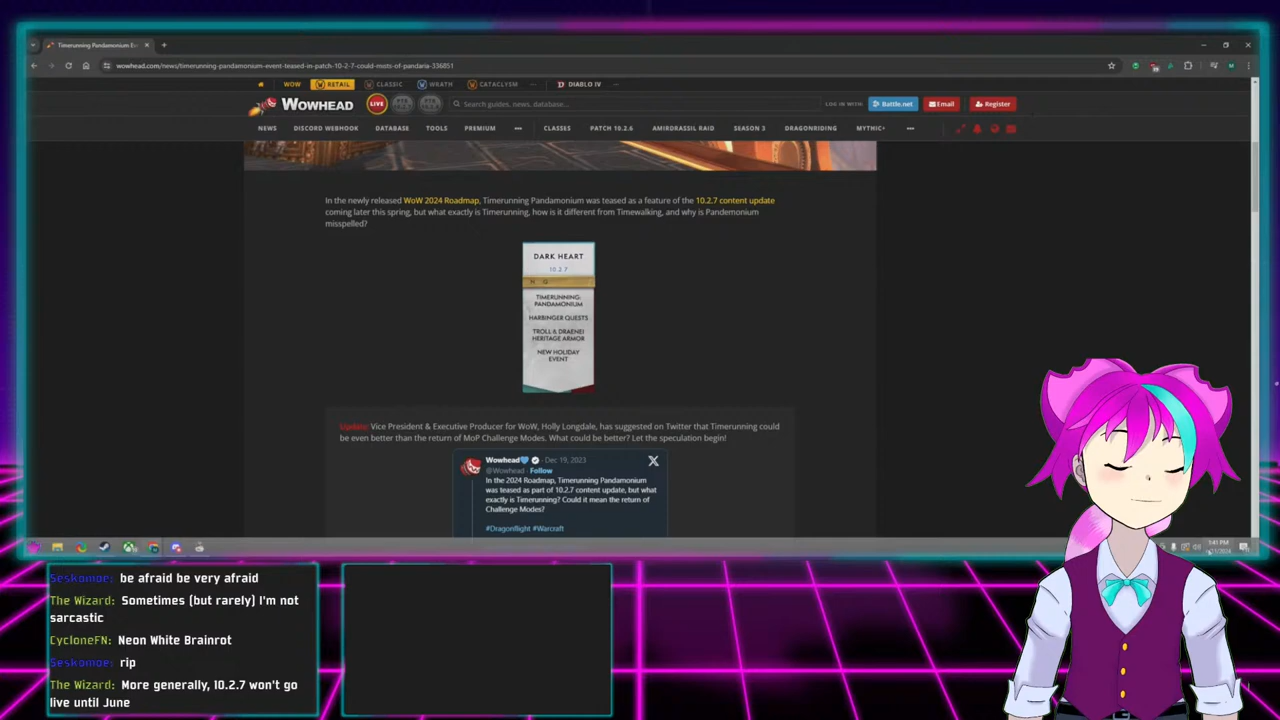 Timerunning Pandamonium Ev
wowhead.com/news/timerunning-pandamonium-event-teased-in-patch-10-2-7-could-mists-of-pandaria-336851
WOW RETAIL CLASSIC WRATH CATACLYSM DIABLO IV
WOWHEAD LIVE Search guides, news, database... LOG IN WITH: Battle.net Email Register
NEWS DISCORD WEBHOOK DATABASE TOOLS PREMIUM ••• CLASSES PATCH 10.2.6 AMIRDRASSIL RAID SEASON 3 DRAGONRIDING MYTHIC+ •••
In the newly released WoW 2024 Roadmap, Timerunning Pandamonium was teased as a feature of the 10.2.7 content update
coming later this spring, but what exactly is Timerunning, how is it different from Timewalking, and why is Pandemonium
misspelled?
DARK HEART
10.2.7
TIMERUNNING:
PANDAMONIUM
HARBINGER QUESTS
TROLL & DRAENEI
HERITAGE ARMOR
NEW HOLIDAY
EVENT
Update: Vice President & Executive Producer for WoW, Holly Longdale, has suggested on Twitter that Timerunning could
be even better than the return of MoP Challenge Modes. What could be better? Let the speculation begin!
Wowhead · Dec 19, 2023
@Wowhead · Follow
In the 2024 Roadmap, Timerunning Pandamonium
was teased as part of 10.2.7 content update, but what
exactly is Timerunning? Could it mean the return of
Challenge Modes?
#Dragonflight #Warcraft
1:41 PM
Seskamoe: be afraid be very afraid
The Wizard: Sometimes (but rarely) I'm not
sarcastic
CycloneFN: Neon White Brainrot
Seskamoe: rip
The Wizard: More generally, 10.2.7 won't go
live until June